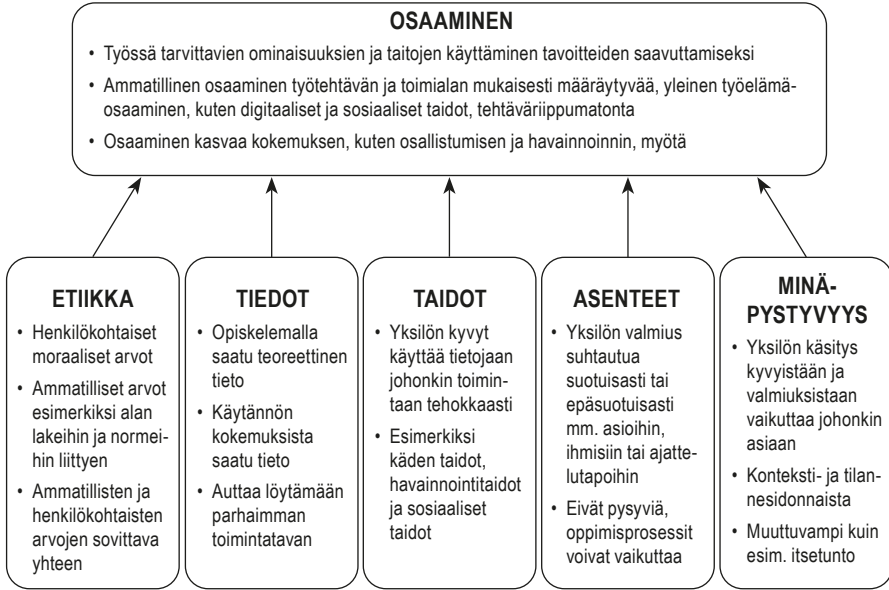 OSAAMINEN
• Työssä tarvittavien ominaisuuksien ja taitojen käyttäminen tavoitteiden saavuttamiseksi
• Ammatillinen osaaminen työtehtävän ja toimialan mukaisesti määräytyvää, yleinen työelämä-
osaaminen, kuten digitaaliset ja sosiaaliset taidot, tehtäväriippumatonta
• Osaaminen kasvaa kokemuksen, kuten osallistumisen ja havainnoinnin, myötä
ETIIKKA
• Henkilökohtaiset
moraaliset arvot
• Ammatilliset arvot
esimerkiksi alan
lakeihin ja normei-
hin liittyen
• Ammatillisten ja
henkilökohtaisten
arvojen sovittava
yhteen
TIEDOT
• Opiskelemalla
saatu teoreettinen
tieto
• Käytännön
kokemuksista
saatu tieto
• Auttaa löytämään
parhaimman
toimintatavan
TAIDOT
• Yksilön kyvyt
käyttää tietojaan
johonkin toimin-
taan tehokkaasti
• Esimerkiksi
käden taidot,
havainnointitaidot
ja sosiaaliset
taidot
ASENTEET
• Yksilön valmius
suhtautua
suotuisasti tai
epäsuotuisasti
mm. asioihin,
ihmisiin tai ajatte-
lutapoihin
• Eivät pysyviä,
oppimisprosessit
voivat vaikuttaa
MINÄ-
PYSTYVYYS
• Yksilön käsitys
kyvyistään ja
valmiuksistaan
vaikuttaa johonkin
asiaan
• Konteksti- ja tilan-
nesidonnaista
• Muuttuvampi kuin
esim. itsetunto